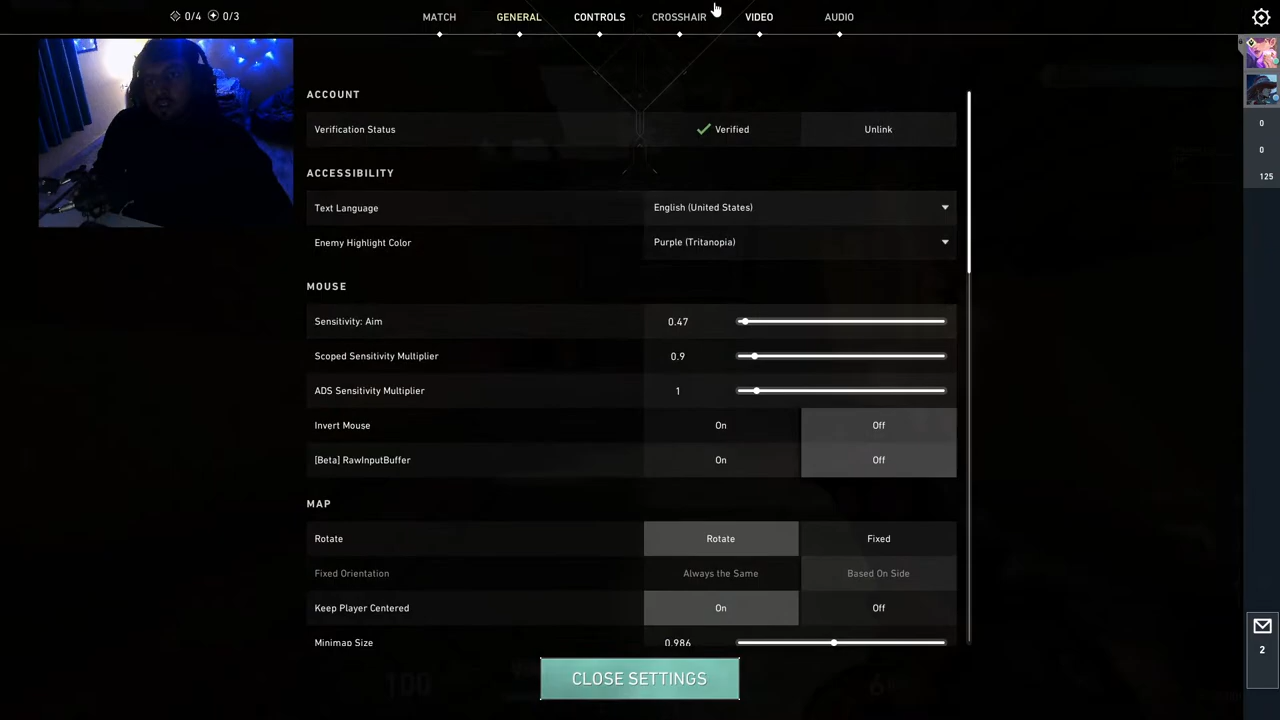 0/4 0/3 MATCH GENERAL CONTROLS CROSSHAIR VIDEO AUDIO
ACCOUNT
Verification Status Verified Unlink
ACCESSIBILITY
Text Language English (United States)
Enemy Highlight Color Purple (Tritanopia)
0
0
125
MOUSE
Sensitivity: Aim 0.47
Scoped Sensitivity Multiplier 0.9
ADS Sensitivity Multiplier 1
Invert Mouse On Off
[Beta] RawInputBuffer On Off
MAP
Rotate Rotate Fixed
Fixed Orientation Always the Same Based On Side
Keep Player Centered On Off
Minimap Size 0.986
2
CLOSE SETTINGS
100